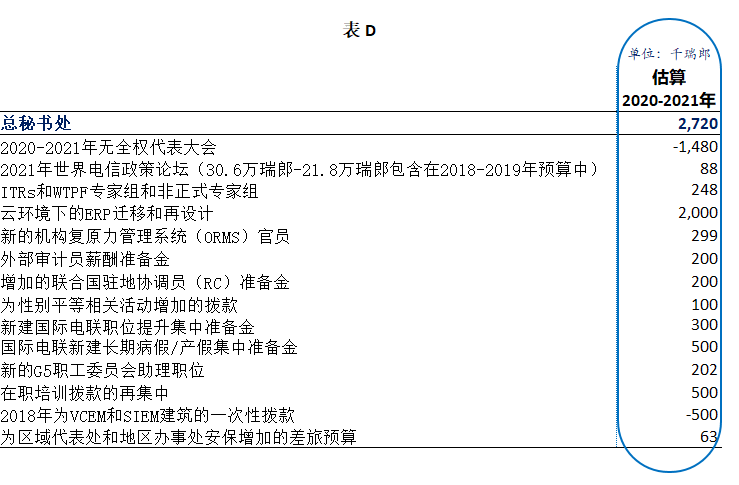 表 D
单位：千瑞郎
估算
2020-2021年
总秘书处 2,720
2020-2021年无全权代表大会 -1,480
2021年世界电信政策论坛（30.6万瑞郎-21.8万瑞郎包含在2018-2019年预算中） 88
ITRs和WTPF专家组和非正式专家组 248
云环境下的ERP迁移和再设计 2,000
新的机构复原力管理系统（ORMS）官员 299
外部审计员薪酬准备金 200
增加的联合国驻地协调员（RC）准备金 200
为性别平等相关活动增加的拨款 100
新建国际电联职位提升集中准备金 300
国际电联新建长期病假/产假集中准备金 500
新的G5职工委员会助理职位 202
在职培训拨款的再集中 500
2018年为VCEM和SIEM建筑的一次性拨款 -500
为区域代表处和地区办事处安保增加的差旅预算 63